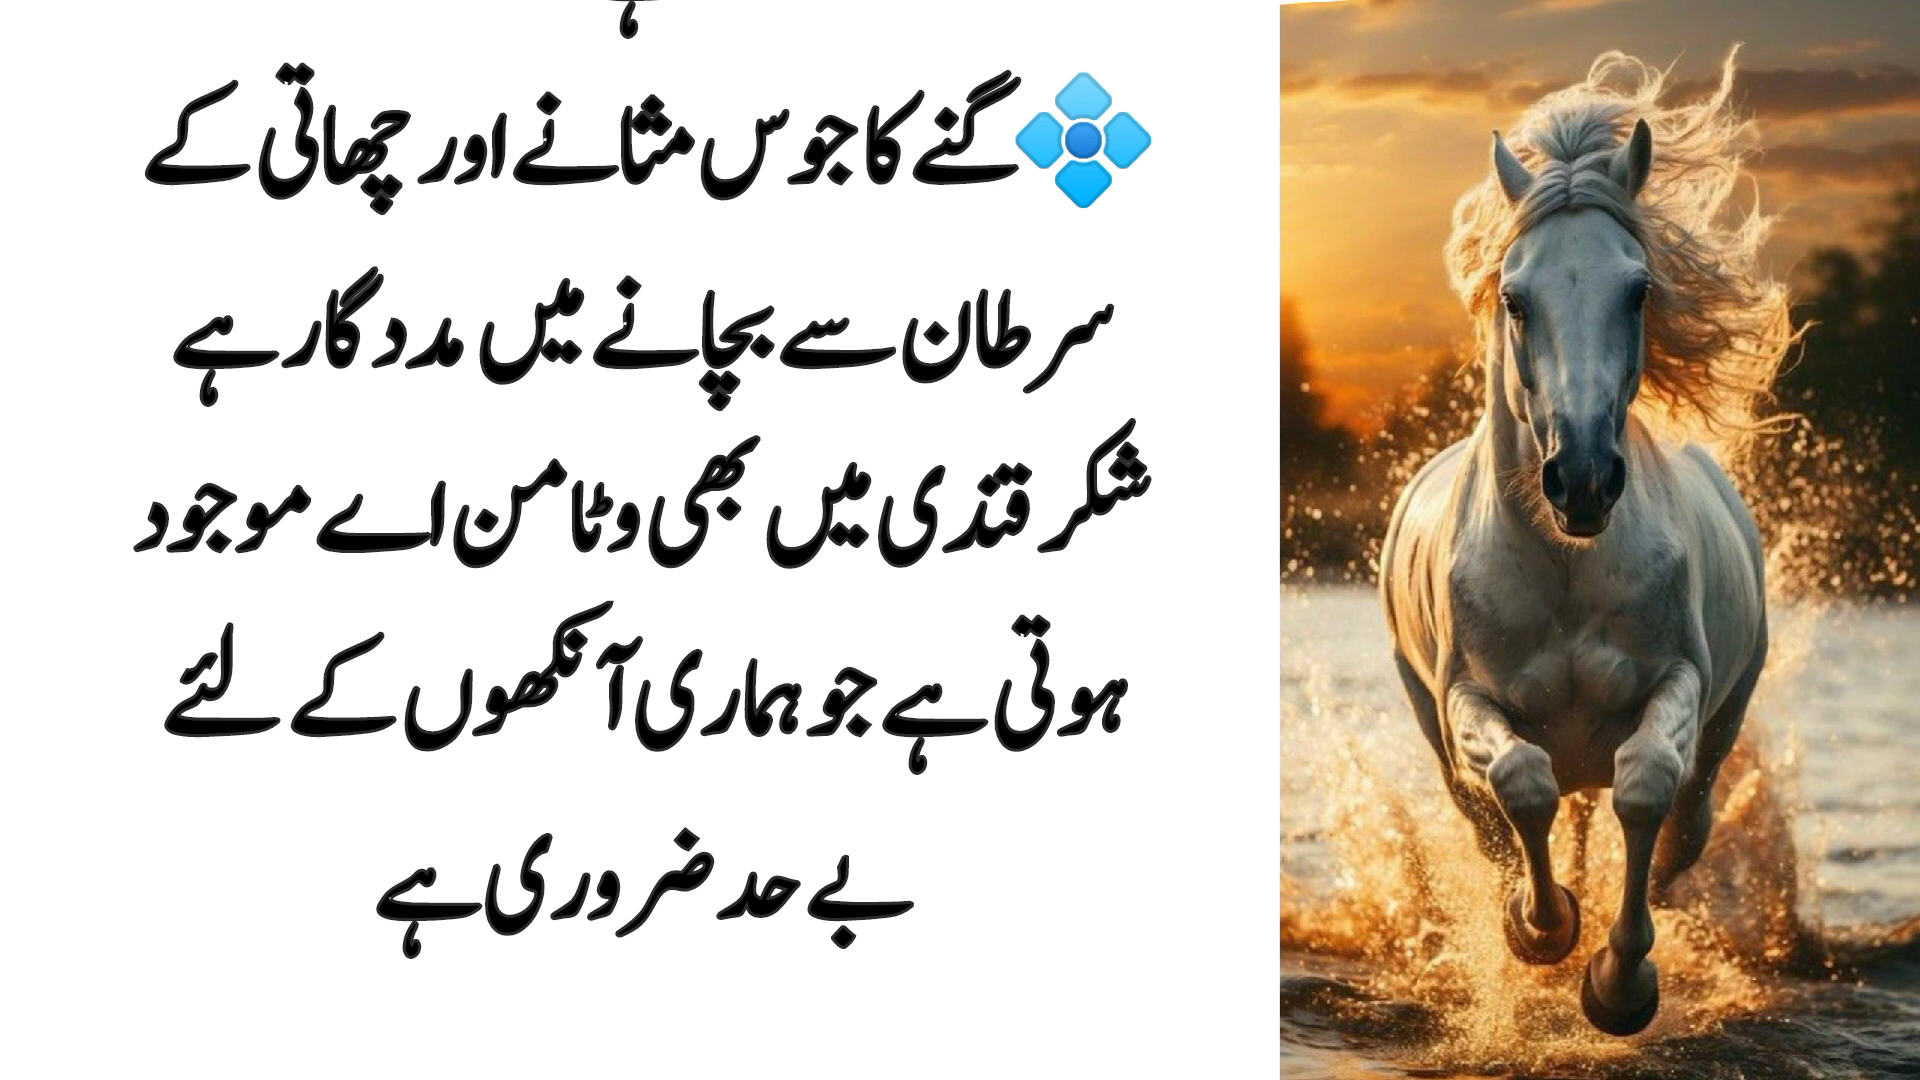 💠گنے کا جوس مثانے اور چھاتی کے
سرطان سے بچانے میں مددگار ہے
شکر قندی میں بھی وٹامن اے موجود
ہوتی ہے جو ہماری آنکھوں کے لئے
بے حد ضروری ہے